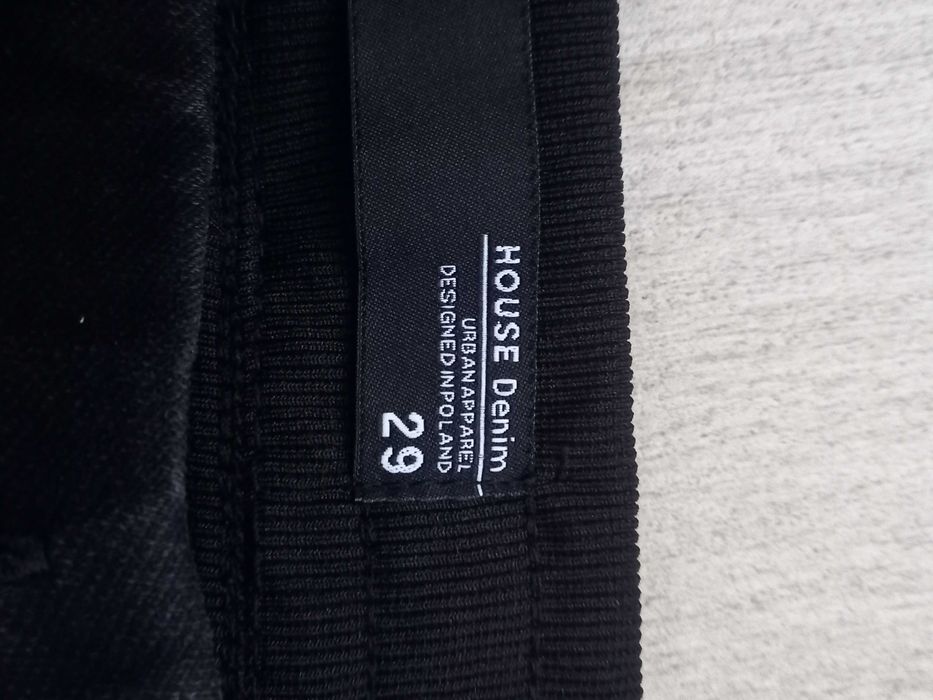 HOUSE Denim
URBAN APPAREL
DESIGNED IN POLAND
29